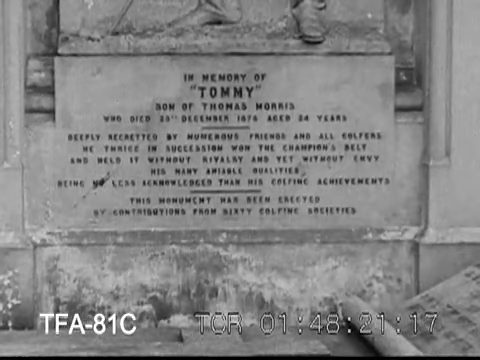 IN MEMORY OF
"TOMMY"
SON OF THOMAS MORRIS
WHO DIED 25TH DECEMBER 1875 AGED 24 YEARS
DEEPLY REGRETTED BY NUMEROUS FRIENDS AND ALL GOLFERS
HE THRICE IN SUCCESSION WON THE CHAMPION'S BELT
AND HELD IT WITHOUT RIVALRY AND YET WITHOUT ENVY
HIS MANY AMIABLE QUALITIES
BEING NO LESS ACKNOWLEDGED THAN HIS GOLFING ACHIEVEMENTS
THIS MONUMENT HAS BEEN ERECTED
BY CONTRIBUTIONS FROM SIXTY GOLFING SOCIETIES
TFA-81C
TCR 01:48:21:17